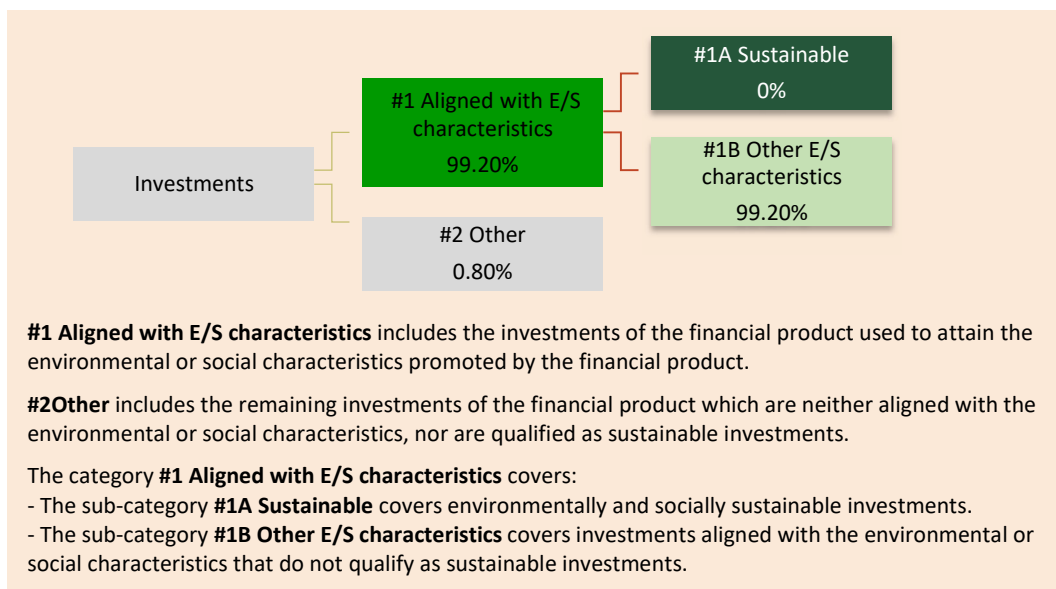 Investments
#1 Aligned with E/S
characteristics
99.20%
#2 Other
0.80%
#1A Sustainable
0%
#1B Other E/S
characteristics
99.20%
#1 Aligned with E/S characteristics includes the investments of the financial product used to attain the
environmental or social characteristics promoted by the financial product.
#2Other includes the remaining investments of the financial product which are neither aligned with the
environmental or social characteristics, nor are qualified as sustainable investments.
The category #1 Aligned with E/S characteristics covers:
- The sub-category #1A Sustainable covers environmentally and socially sustainable investments.
- The sub-category #1B Other E/S characteristics covers investments aligned with the environmental or
social characteristics that do not qualify as sustainable investments.